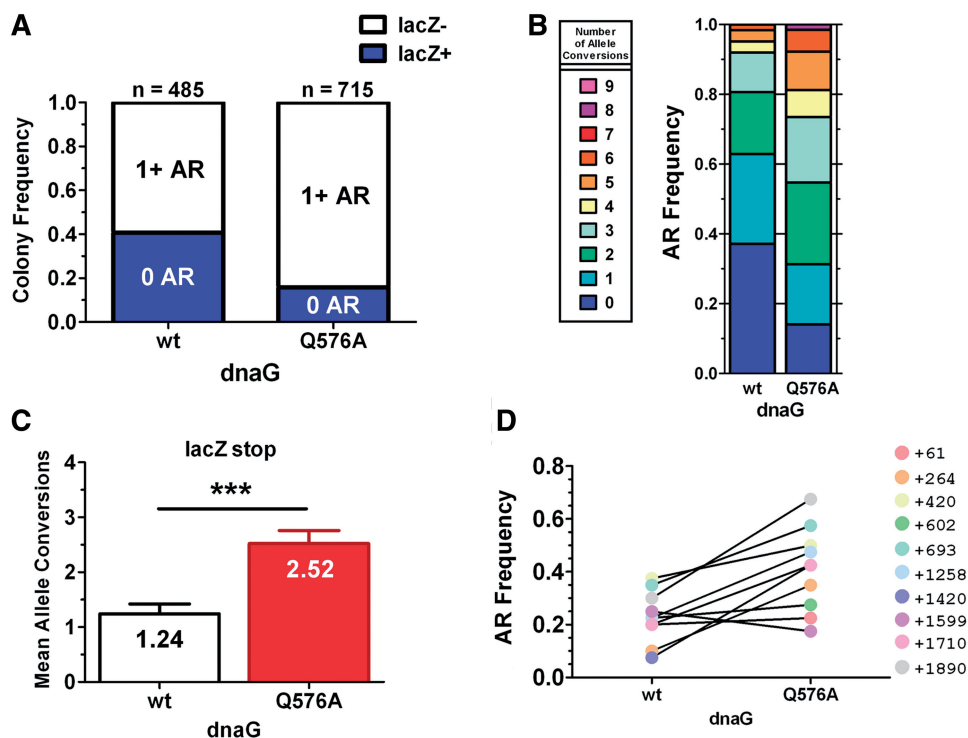 A
lacZ-
lacZ+
n = 485
n = 715
Colony Frequency
1.0
0.8
0.6
0.4
0.2
0.0
1+ AR
1+ AR
0 AR
0 AR
wt
Q576A
dnaG
B
Number
of Allele
Conversions
9
8
7
6
5
4
3
2
1
0
AR Frequency
1.0
0.8
0.6
0.4
0.2
0.0
wt
Q576A
dnaG
C
lacZ stop
***
Mean Allele Conversions
4
3
2
1
0
1.24
2.52
wt
Q576A
dnaG
D
AR Frequency
0.8
0.6
0.4
0.2
0.0
wt
Q576A
dnaG
+61
+264
+420
+602
+693
+1258
+1420
+1599
+1710
+1890